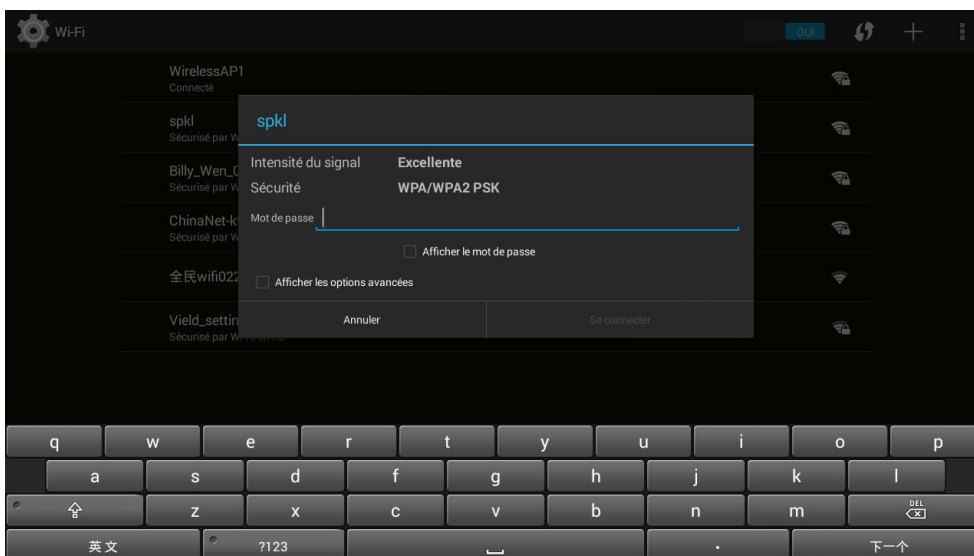 Wi-Fi
OUI
WirelessAP1
Connecté
spkl
Sécurisé par
Billy_Wen_
Sécurisé par
ChinaNet-k
Sécurisé par
全民wifi022
Vield_settin
Sécurisé par
spkl
Intensité du signal Excellente
Sécurité WPA/WPA2 PSK
Mot de passe
Afficher le mot de passe
Afficher les options avancées
Annuler Se connecter
q w e r t y u i o p
a s d f g h j k l
z x c v b n m DEL
英文 ?123 . 下一个